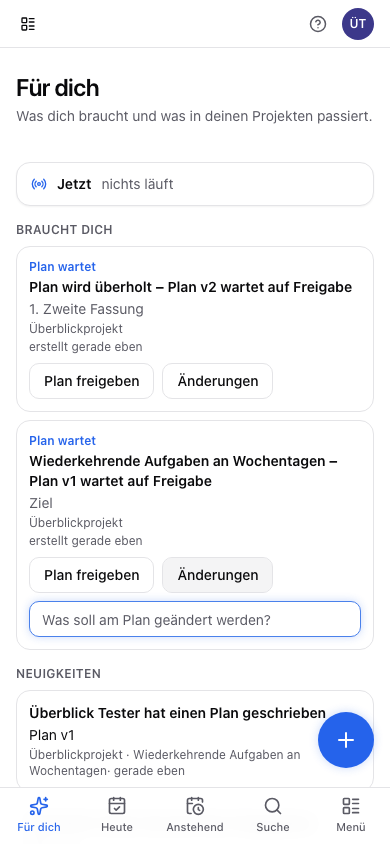 ÜT
Für dich
Was dich braucht und was in deinen Projekten passiert.
Jetzt nichts läuft
BRAUCHT DICH
Plan wartet
Plan wird überholt – Plan v2 wartet auf Freigabe
1. Zweite Fassung
Überblickprojekt
erstellt gerade eben
Plan freigeben Änderungen
Plan wartet
Wiederkehrende Aufgaben an Wochentagen –
Plan v1 wartet auf Freigabe
Ziel
Überblickprojekt
erstellt gerade eben
Plan freigeben Änderungen
Was soll am Plan geändert werden?
NEUIGKEITEN
Überblick Tester hat einen Plan geschrieben
Plan v1
Überblickprojekt · Wiederkehrende Aufgaben an
Wochentagen· gerade eben
Für dich Heute Anstehend Suche Menü